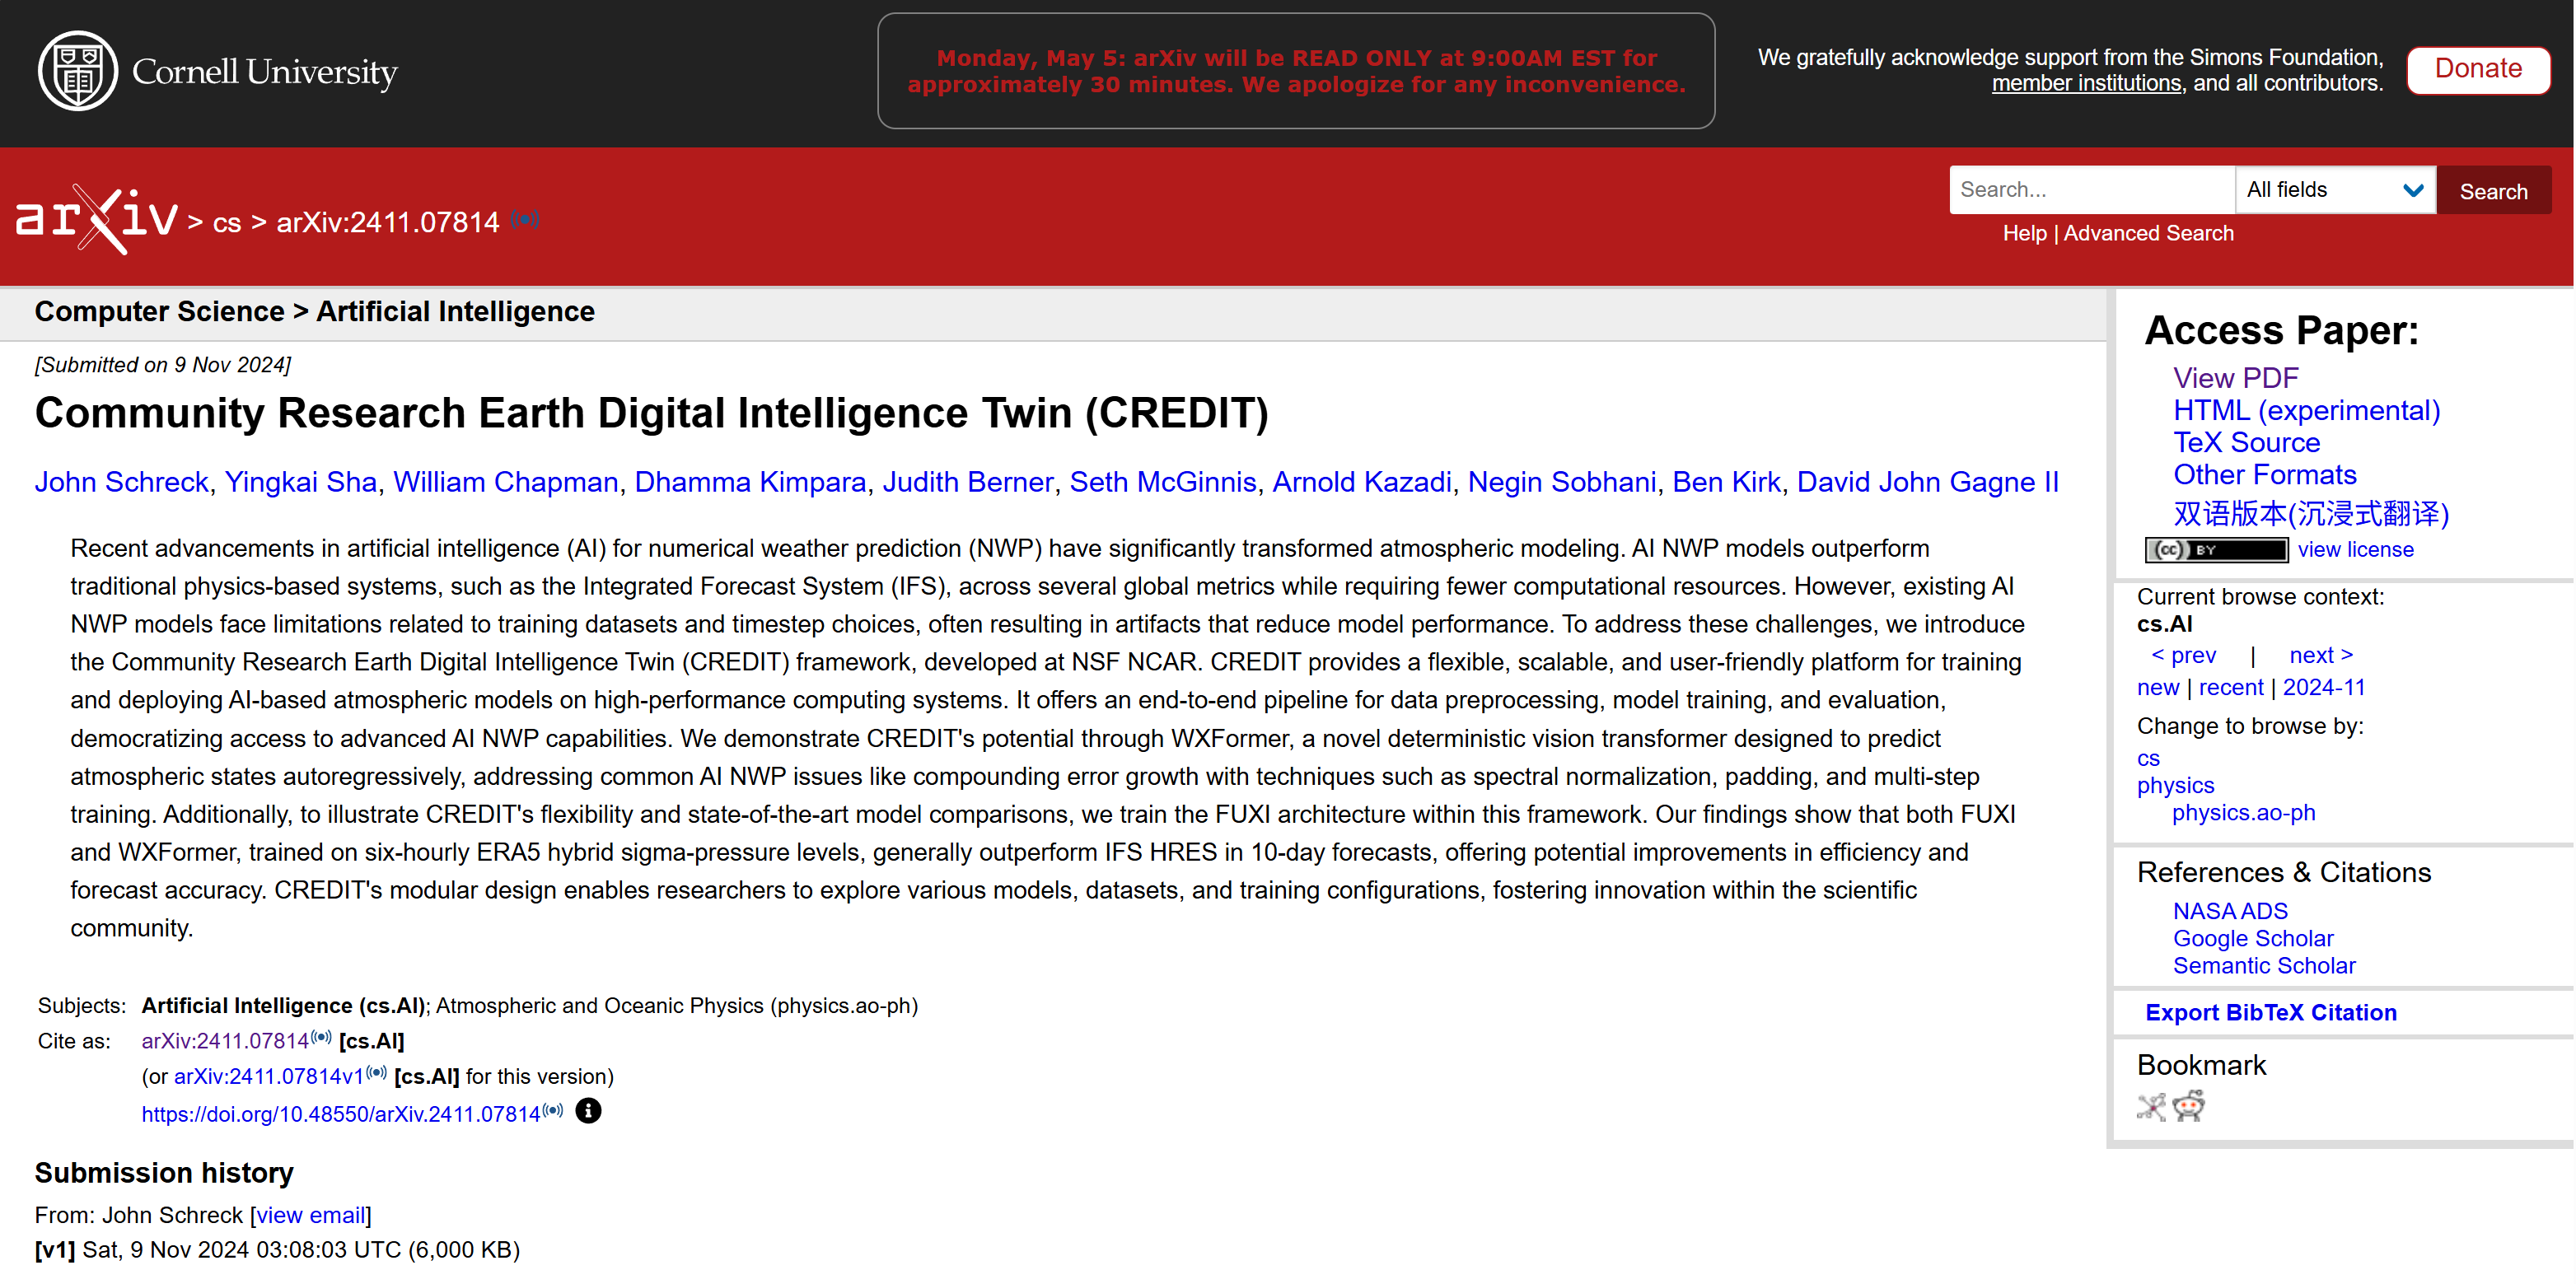 Cornell University
Monday, May 5: arXiv will be READ ONLY at 9:00AM EST for
approximately 30 minutes. We apologize for any inconvenience.
We gratefully acknowledge support from the Simons Foundation,
member institutions, and all contributors.
Donate
arXiv > cs > arXiv:2411.07814
Search...
All fields
Search
Help | Advanced Search
Computer Science > Artificial Intelligence
[Submitted on 9 Nov 2024]
Community Research Earth Digital Intelligence Twin (CREDIT)
John Schreck, Yingkai Sha, William Chapman, Dhamma Kimpara, Judith Berner, Seth McGinnis, Arnold Kazadi, Negin Sobhani, Ben Kirk, David John Gagne II
Recent advancements in artificial intelligence (AI) for numerical weather prediction (NWP) have significantly transformed atmospheric modeling. AI NWP models outperform
traditional physics-based systems, such as the Integrated Forecast System (IFS), across several global metrics while requiring fewer computational resources. However, existing AI
NWP models face limitations related to training datasets and timestep choices, often resulting in artifacts that reduce model performance. To address these challenges, we introduce
the Community Research Earth Digital Intelligence Twin (CREDIT) framework, developed at NSF NCAR. CREDIT provides a flexible, scalable, and user-friendly platform for training
and deploying AI-based atmospheric models on high-performance computing systems. It offers an end-to-end pipeline for data preprocessing, model training, and evaluation,
democratizing access to advanced AI NWP capabilities. We demonstrate CREDIT's potential through WXFormer, a novel deterministic vision transformer designed to predict
atmospheric states autoregressively, addressing common AI NWP issues like compounding error growth with techniques such as spectral normalization, padding, and multi-step
training. Additionally, to illustrate CREDIT's flexibility and state-of-the-art model comparisons, we train the FUXI architecture within this framework. Our findings show that both FUXI
and WXFormer, trained on six-hourly ERA5 hybrid sigma-pressure levels, generally outperform IFS HRES in 10-day forecasts, offering potential improvements in efficiency and
forecast accuracy. CREDIT's modular design enables researchers to explore various models, datasets, and training configurations, fostering innovation within the scientific
community.
Subjects: Artificial Intelligence (cs.AI); Atmospheric and Oceanic Physics (physics.ao-ph)
Cite as: arXiv:2411.07814 [cs.AI]
(or arXiv:2411.07814v1 [cs.AI] for this version)
https://doi.org/10.48550/arXiv.2411.07814
Submission history
From: John Schreck [view email]
[v1] Sat, 9 Nov 2024 03:08:03 UTC (6,000 KB)
Access Paper:
View PDF
HTML (experimental)
TeX Source
Other Formats
双语版本(沉浸式翻译)
(cc) BY view license
Current browse context:
cs.AI
< prev | next >
new | recent | 2024-11
Change to browse by:
cs
physics
physics.ao-ph
References & Citations
NASA ADS
Google Scholar
Semantic Scholar
Export BibTeX Citation
Bookmark